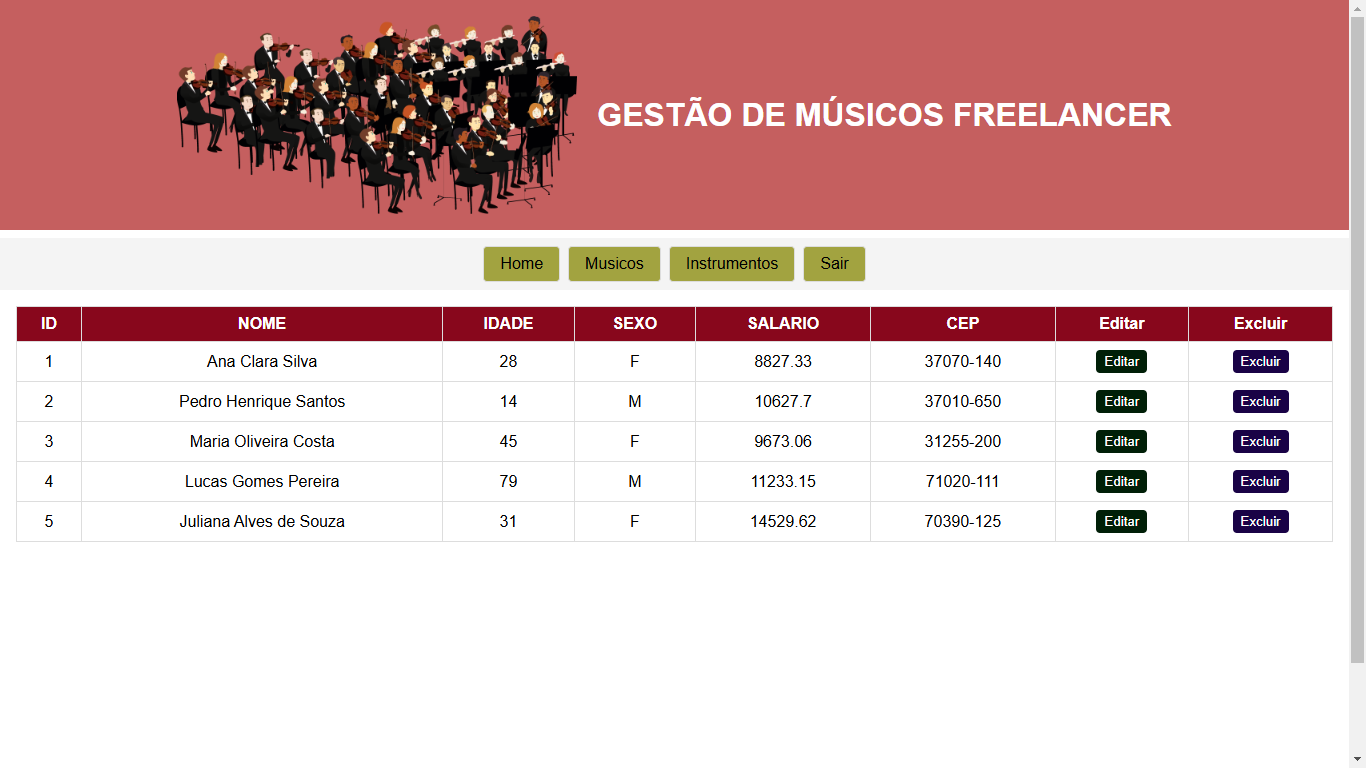 GESTÃO DE MÚSICOS FREELANCER
Home Musicos Instrumentos Sair
ID NOME IDADE SEXO SALARIO CEP Editar Excluir
1 Ana Clara Silva 28 F 8827.33 37070-140 Editar Excluir
2 Pedro Henrique Santos 14 M 10627.7 37010-650 Editar Excluir
3 Maria Oliveira Costa 45 F 9673.06 31255-200 Editar Excluir
4 Lucas Gomes Pereira 79 M 11233.15 71020-111 Editar Excluir
5 Juliana Alves de Souza 31 F 14529.62 70390-125 Editar Excluir